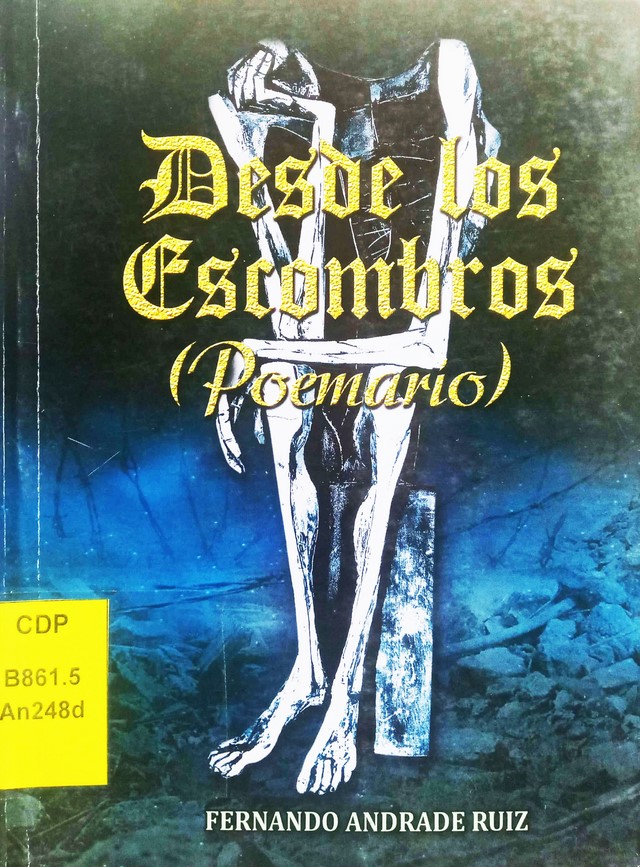 Desde los
Escombros
(Poemario)
CDP
B861.5
An248d
FERNANDO ANDRADE RUIZ